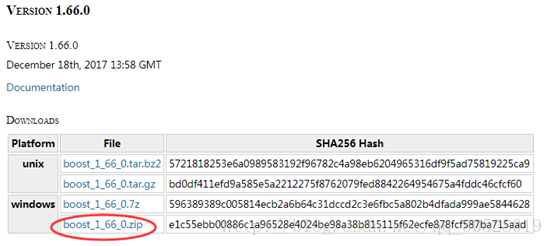 Version 1.66.0
Version 1.66.0
December 18th, 2017 13:58 GMT
Documentation
Downloads
Platform File SHA256 Hash
unix boost_1_66_0.tar.bz2 5721818253e6a0989583192f96782c4a98eb6204965316df9f5ad75819225ca9
boost_1_66_0.tar.gz bd0df411efd9a585e5a2212275f8762079fed8842264954675a4fddc46cfcf60
windows boost_1_66_0.7z 596389389c005814ecb2a6b64c31dccd2c3e6fbc5a802b4dfada999ae5844628
boost_1_66_0.zip e1c55ebb00886c1a96528e4024be98a38b815115f62ecfe878fcf587ba715aad